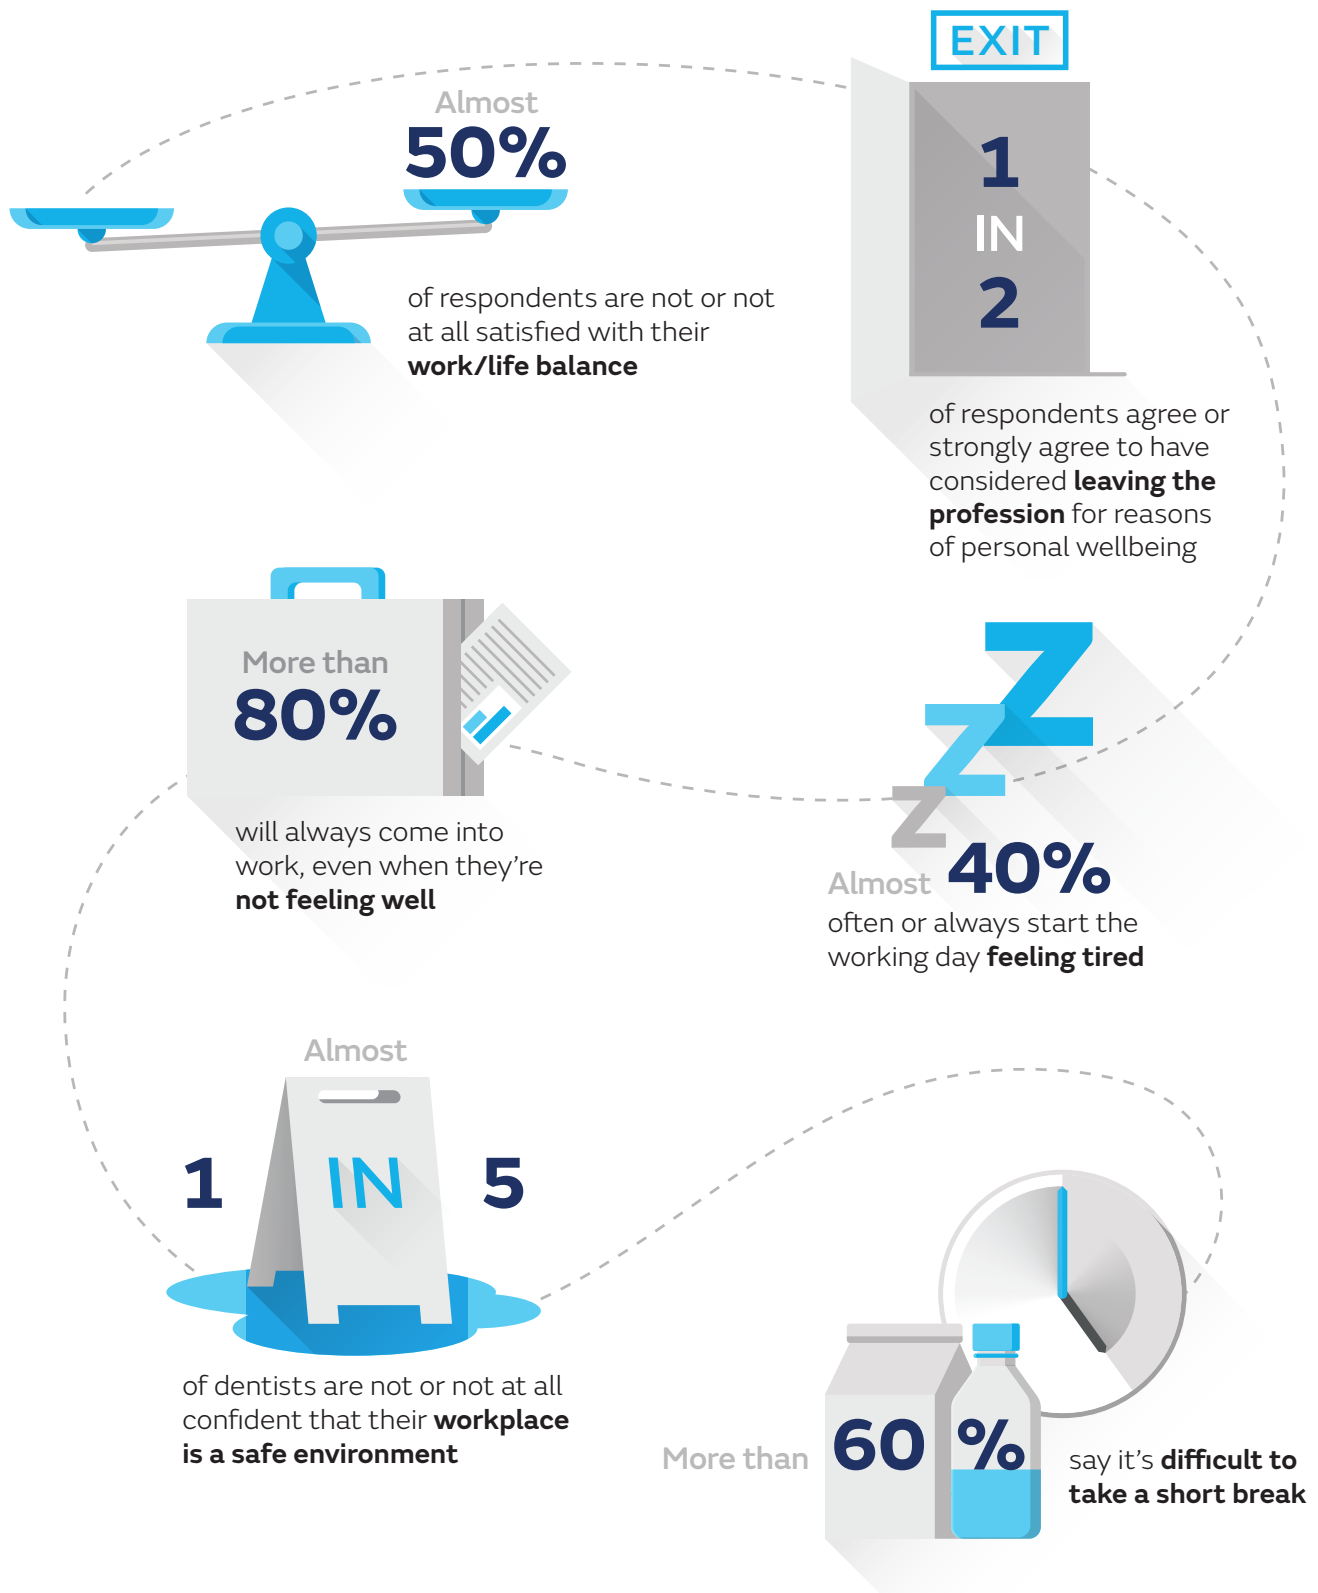 EXIT
Almost
50%
of respondents are not or not
at all satisfied with their
work/life balance
1
IN
2
of respondents agree or
strongly agree to have
considered leaving the
profession for reasons
of personal wellbeing
More than
80%
will always come into
work, even when they're
not feeling well
Z
Z
Z
Almost 40%
often or always start the
working day feeling tired
Almost
1 IN 5
of dentists are not or not at all
confident that their workplace
is a safe environment
More than 60 %
say it's difficult to
take a short break